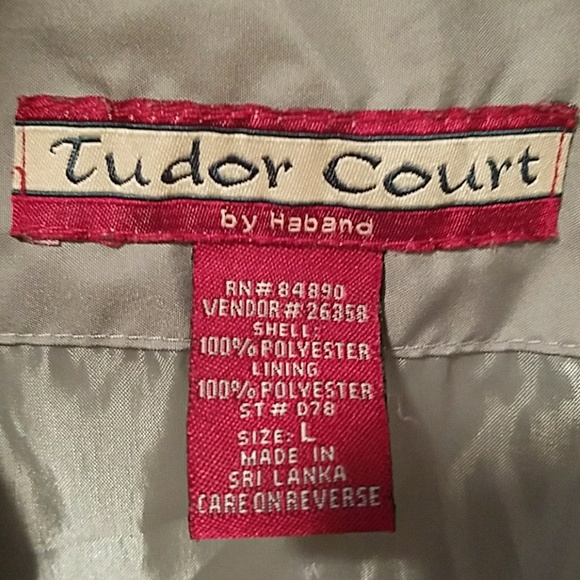 Tudor Court
by Haband
RN# 84890
VENDOR# 26358
SHELL:
100% POLYESTER
LINING
100% POLYESTER
ST# D78
SIZE: L
MADE IN
SRI LANKA
CARE ON REVERSE